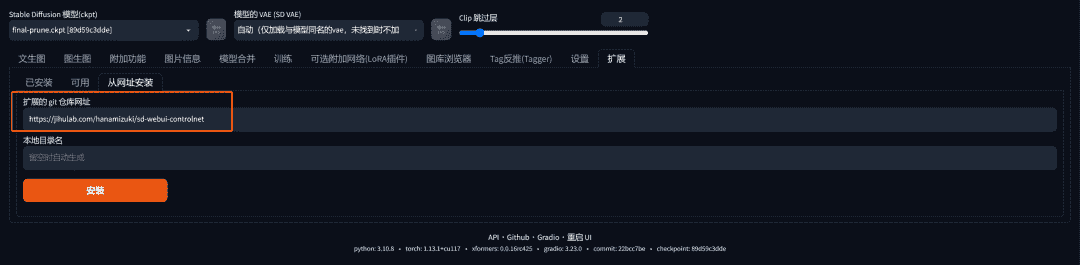 Stable Diffusion 模型(ckpt)
final-prune.ckpt [89d59c3dde]
模型的 VAE (SD VAE)
自动（仅加载与模型同名的vae，未找到时不加
Clip 跳过层
2
文生图 图生图 附加功能 图片信息 模型合并 训练 可选附加网络(LoRA插件) 图库浏览器 Tag反推(Tagger) 设置 扩展
已安装 可用 从网址安装
扩展的 git 仓库网址
https://jihulab.com/hanamizuki/sd-webui-controlnet
本地目录名
留空时自动生成
安装
API · Github · Gradio · 重启 UI
python: 3.10.8 • torch: 1.13.1+cu117 • xformers: 0.0.16rc425 • gradio: 3.23.0 • commit: 22bcc7be • checkpoint: 89d59c3dde